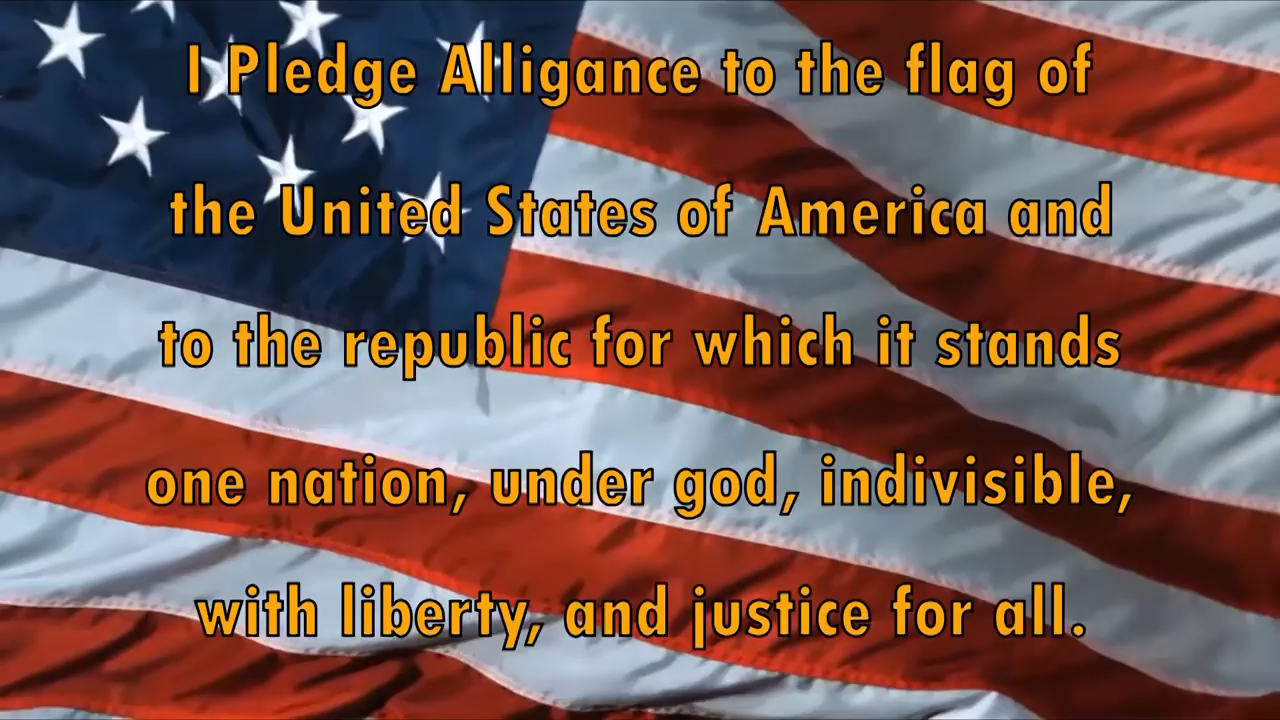 I Pledge Alligance to the flag of
the United States of America and
to the republic for which it stands
one nation, under god, indivisible,
with liberty, and justice for all.